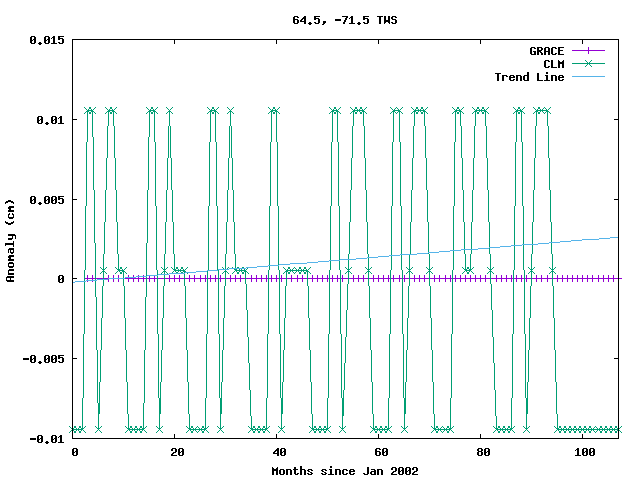 64.5, -71.5 TWS
0.015
GRACE
CLM
Trend Line
0.01
0.005
Anomaly (cm)
0
-0.005
-0.01
0 20 40 60 80 100
Months since Jan 2002